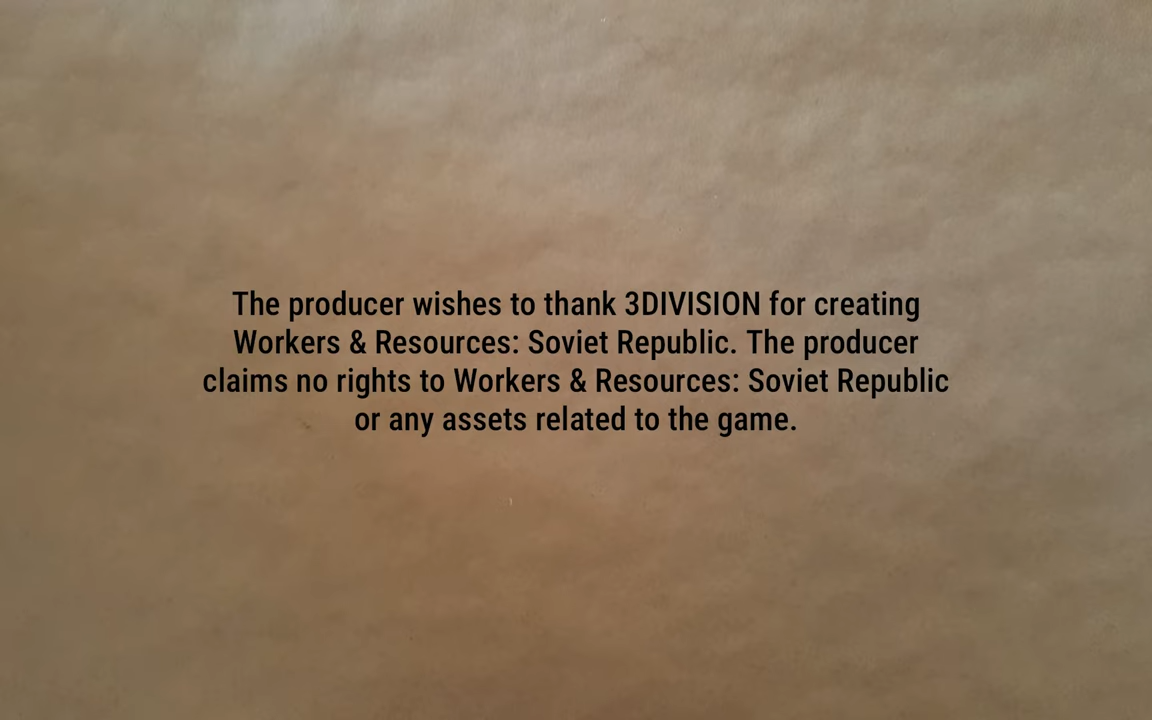 The producer wishes to thank 3DIVISION for creating
Workers & Resources: Soviet Republic. The producer
claims no rights to Workers & Resources: Soviet Republic
or any assets related to the game.